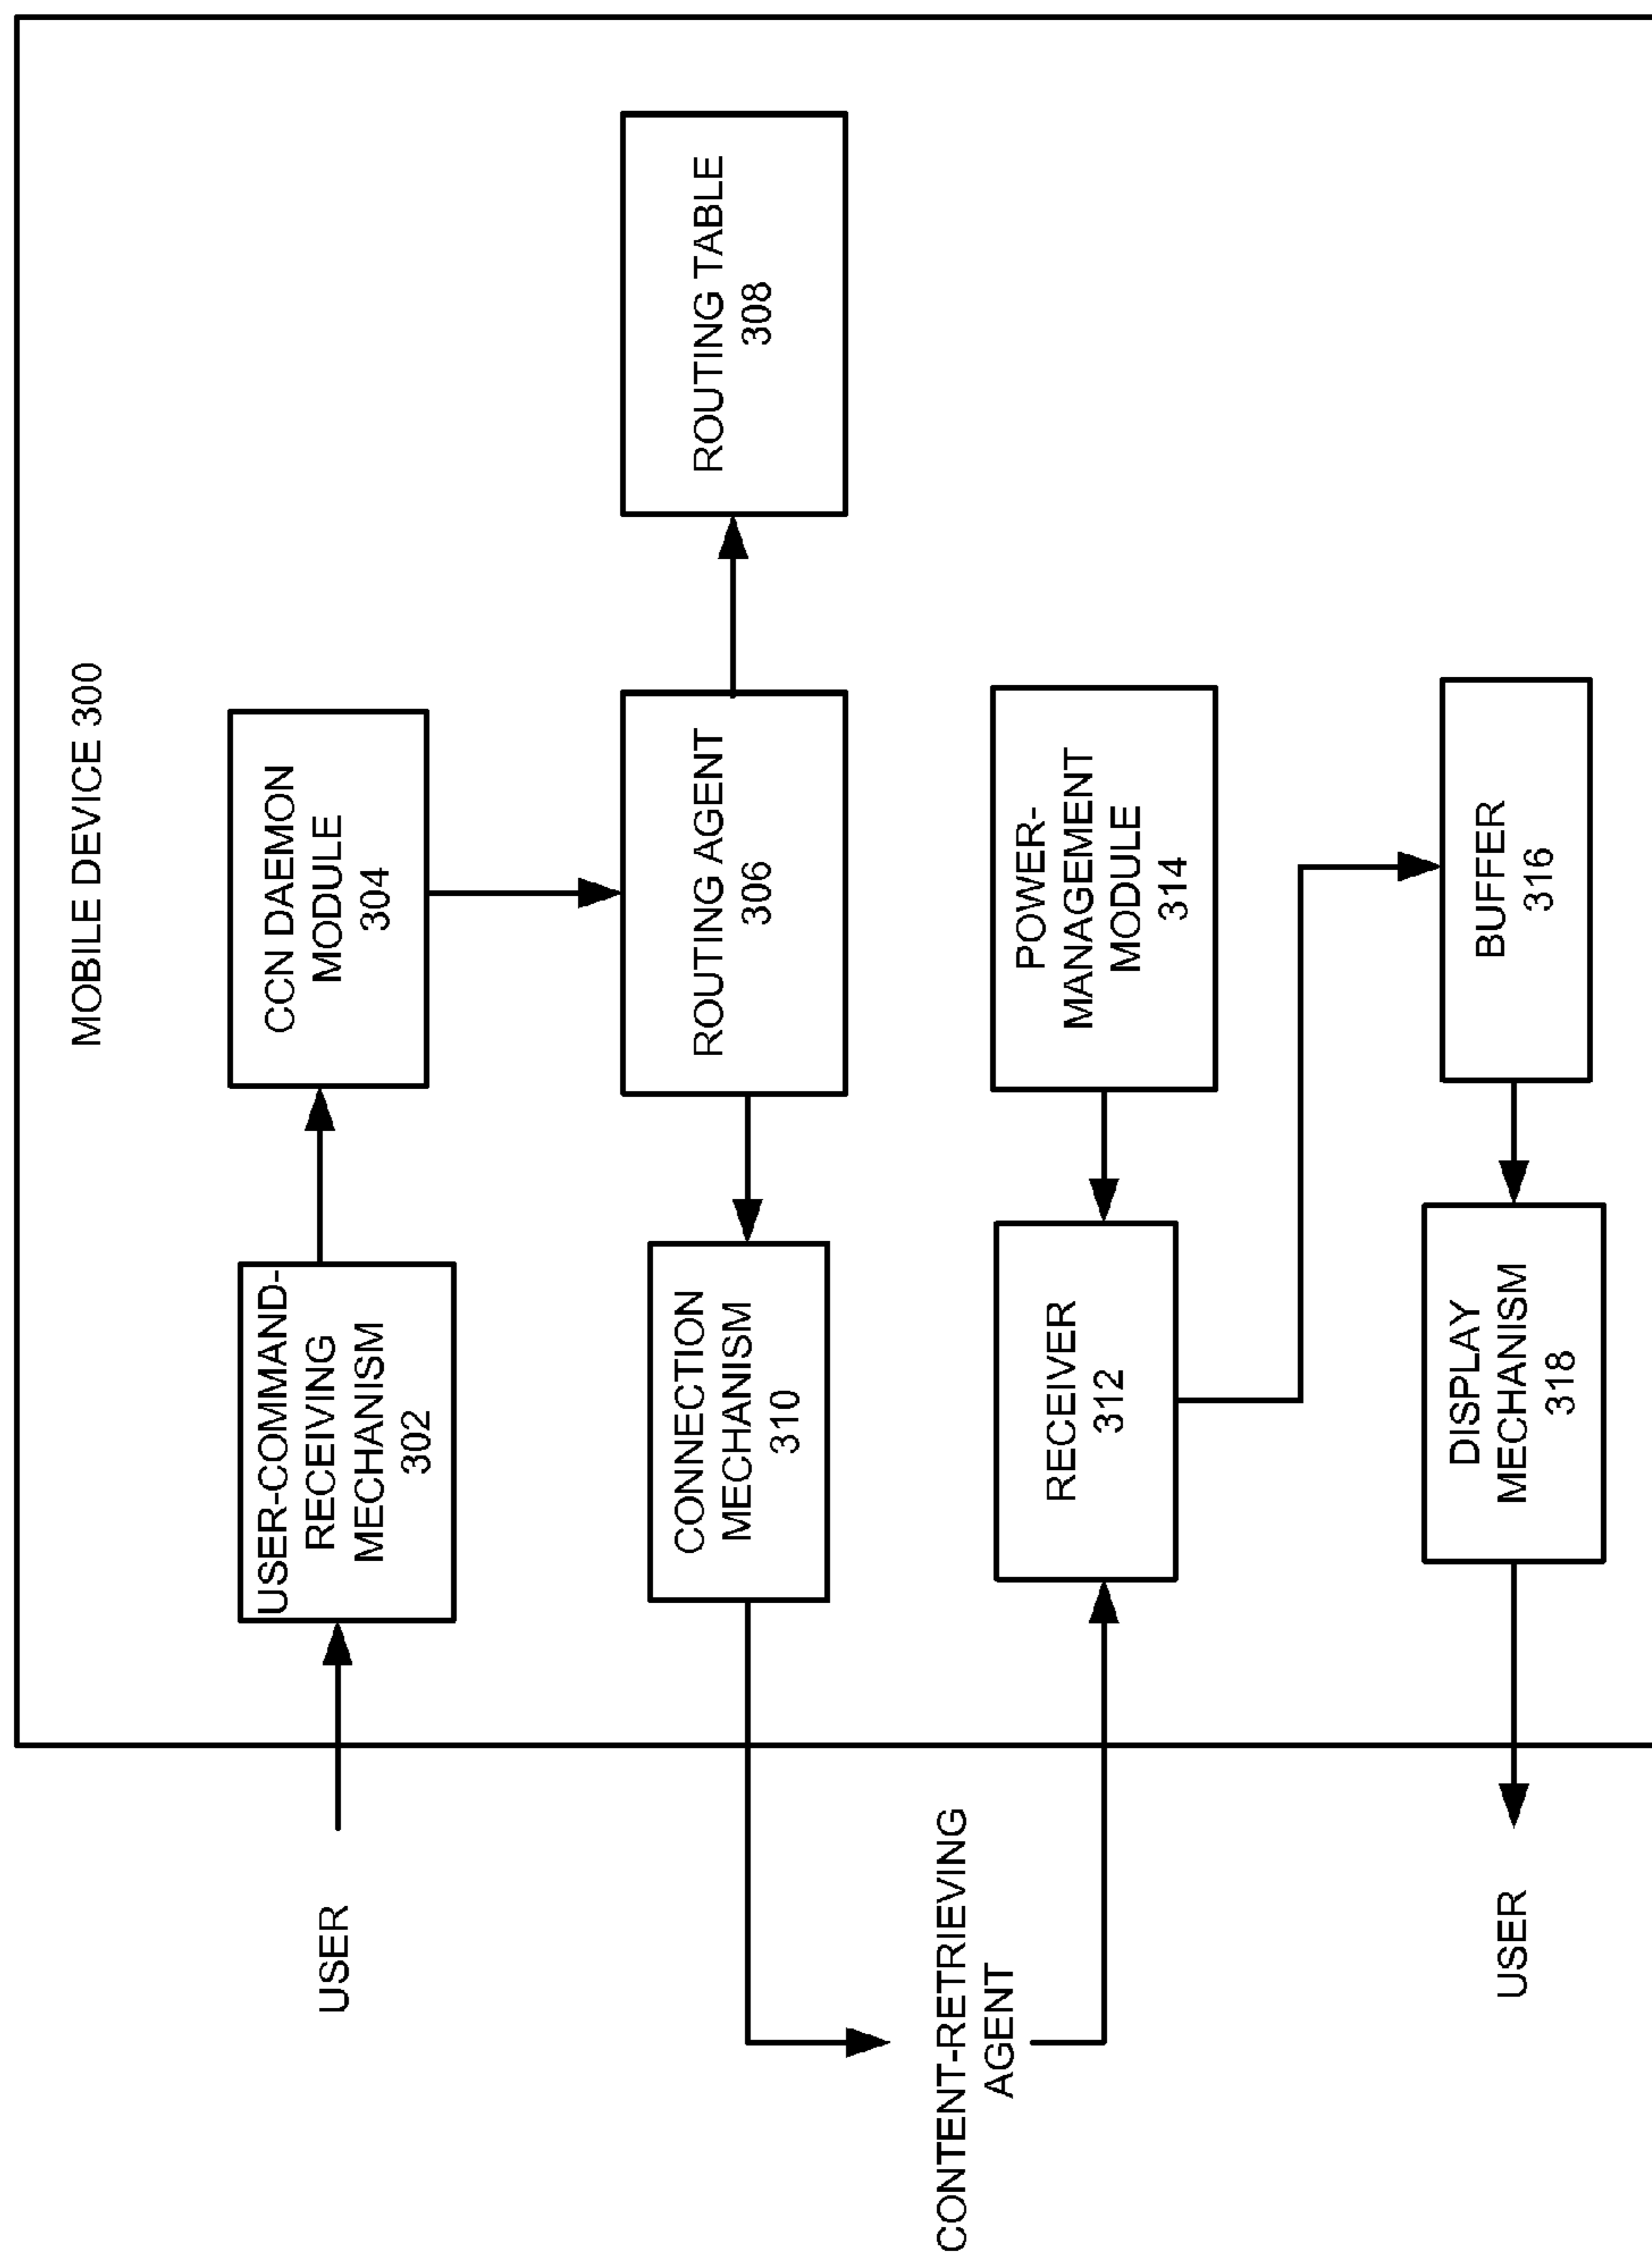 MOBILE DEVICE 300
USER
USER-COMMAND-
RECEIVING
MECHANISM
302
CCN DAEMON
MODULE
304
CONNECTION
MECHANISM
310
ROUTING AGENT
306
ROUTING TABLE
308
CONTENT-RETRIEVING
AGENT
RECEIVER
312
POWER-
MANAGEMENT
MODULE
314
USER
DISPLAY
MECHANISM
318
BUFFER
316